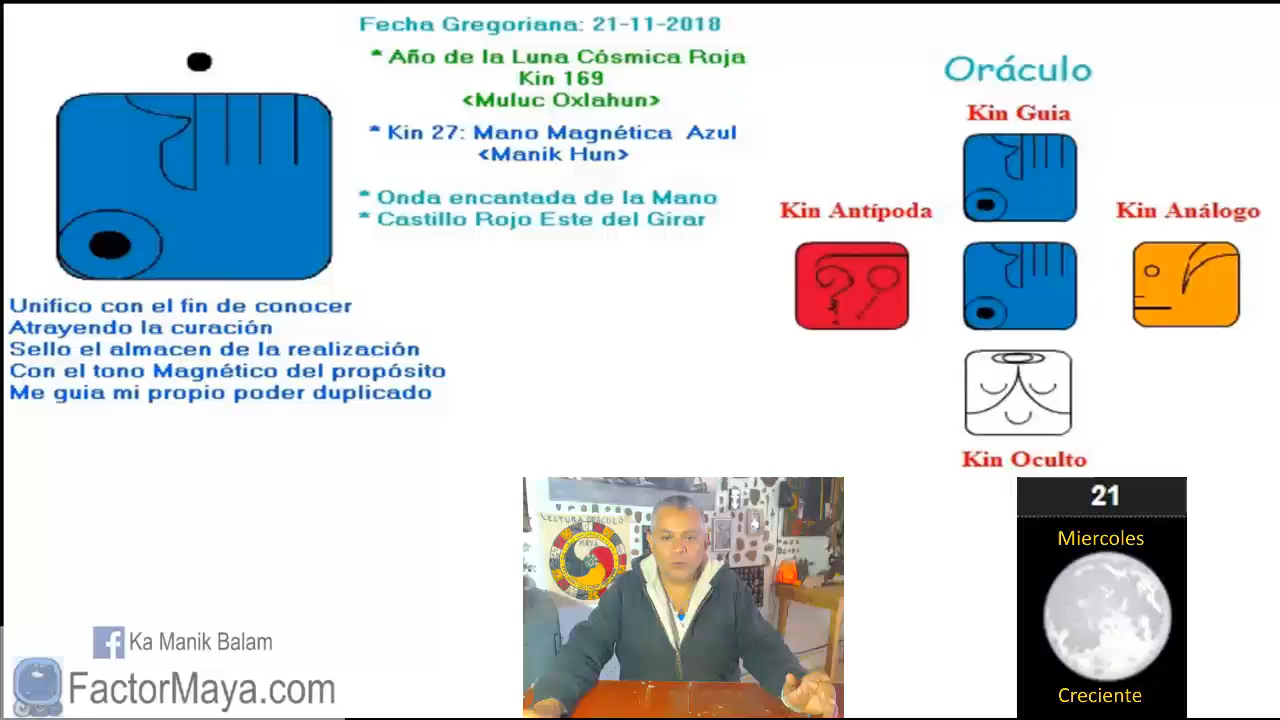 Fecha Gregoriana: 21-11-2018
* Año de la Luna Cósmica Roja
Kin 169
<Muluc Oxlahun>
* Kin 27: Mano Magnética Azul
<Manik Hun>
* Onda encantada de la Mano
* Castillo Rojo Este del Girar
Unifico con el fin de conocer
Atrayendo la curación
Sello el almacen de la realización
Con el tono Magnético del propósito
Me guia mi propio poder duplicado
Oráculo
Kin Guia
Kin Antípoda
Kin Análogo
Kin Oculto
LECTURA ORÁCULO
MAYA
21
Miercoles
Creciente
Ka Manik Balam
FactorMaya.com